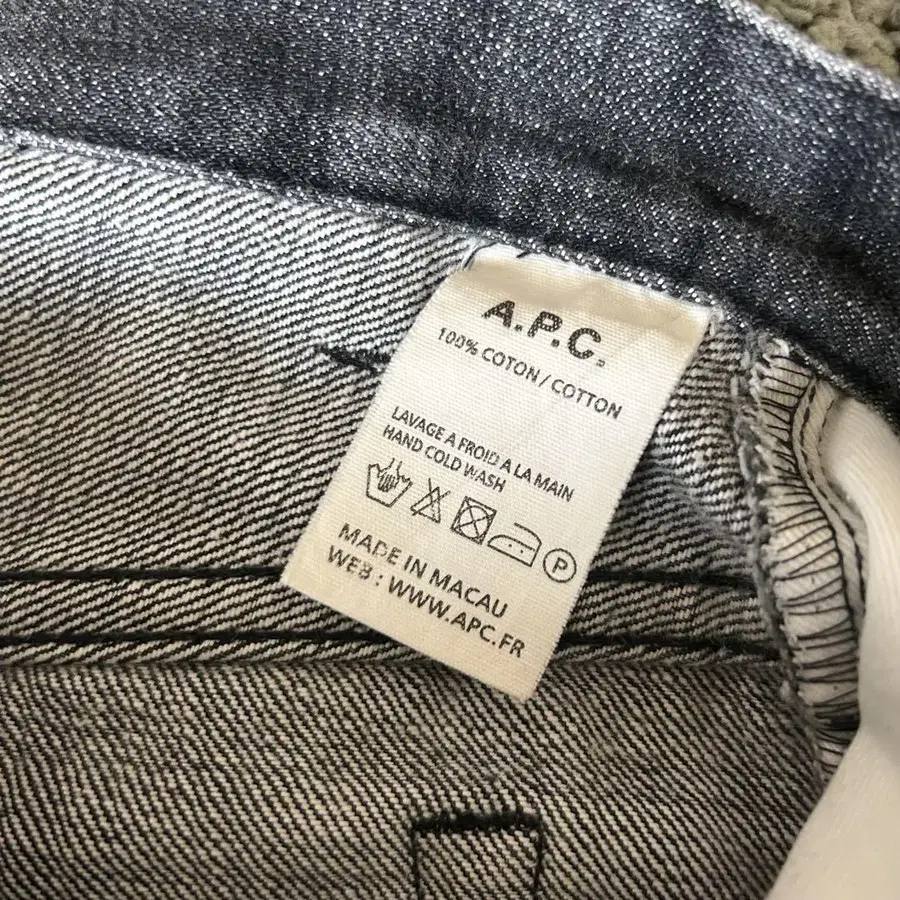 A.P.C.
100% COTON / COTTON
LAVAGE A FROID A LA MAIN
HAND COLD WASH
P
MADE IN MACAU
WEB : WWW.APC.FR